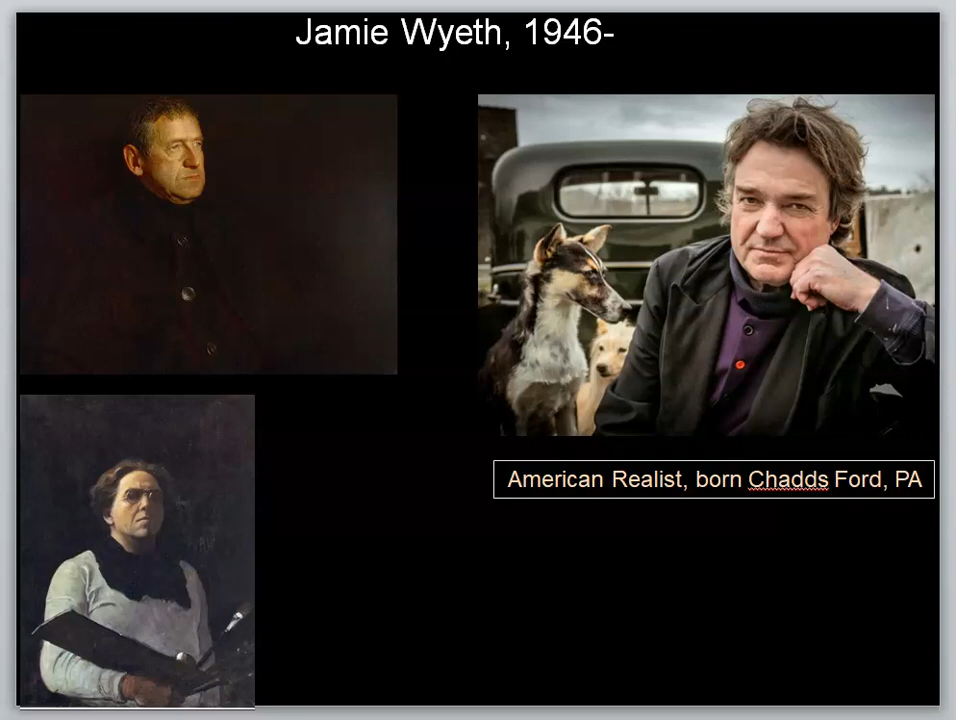 Jamie Wyeth, 1946-
American Realist, born Chadds Ford, PA